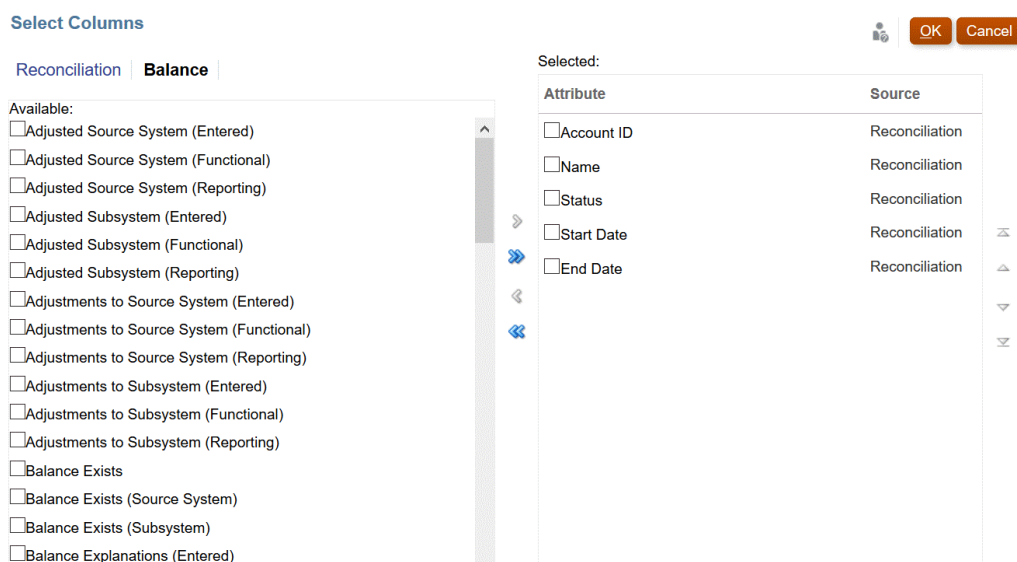 Select Columns
OK
Cancel
Reconciliation
Balance
Available:
Adjusted Source System (Entered)
Adjusted Source System (Functional)
Adjusted Source System (Reporting)
Adjusted Subsystem (Entered)
Adjusted Subsystem (Functional)
Adjusted Subsystem (Reporting)
Adjustments to Source System (Entered)
Adjustments to Source System (Functional)
Adjustments to Source System (Reporting)
Adjustments to Subsystem (Entered)
Adjustments to Subsystem (Functional)
Adjustments to Subsystem (Reporting)
Balance Exists
Balance Exists (Source System)
Balance Exists (Subsystem)
Balance Explanations (Entered)
Selected:
Attribute Source
Account ID Reconciliation
Name Reconciliation
Status Reconciliation
Start Date Reconciliation
End Date Reconciliation